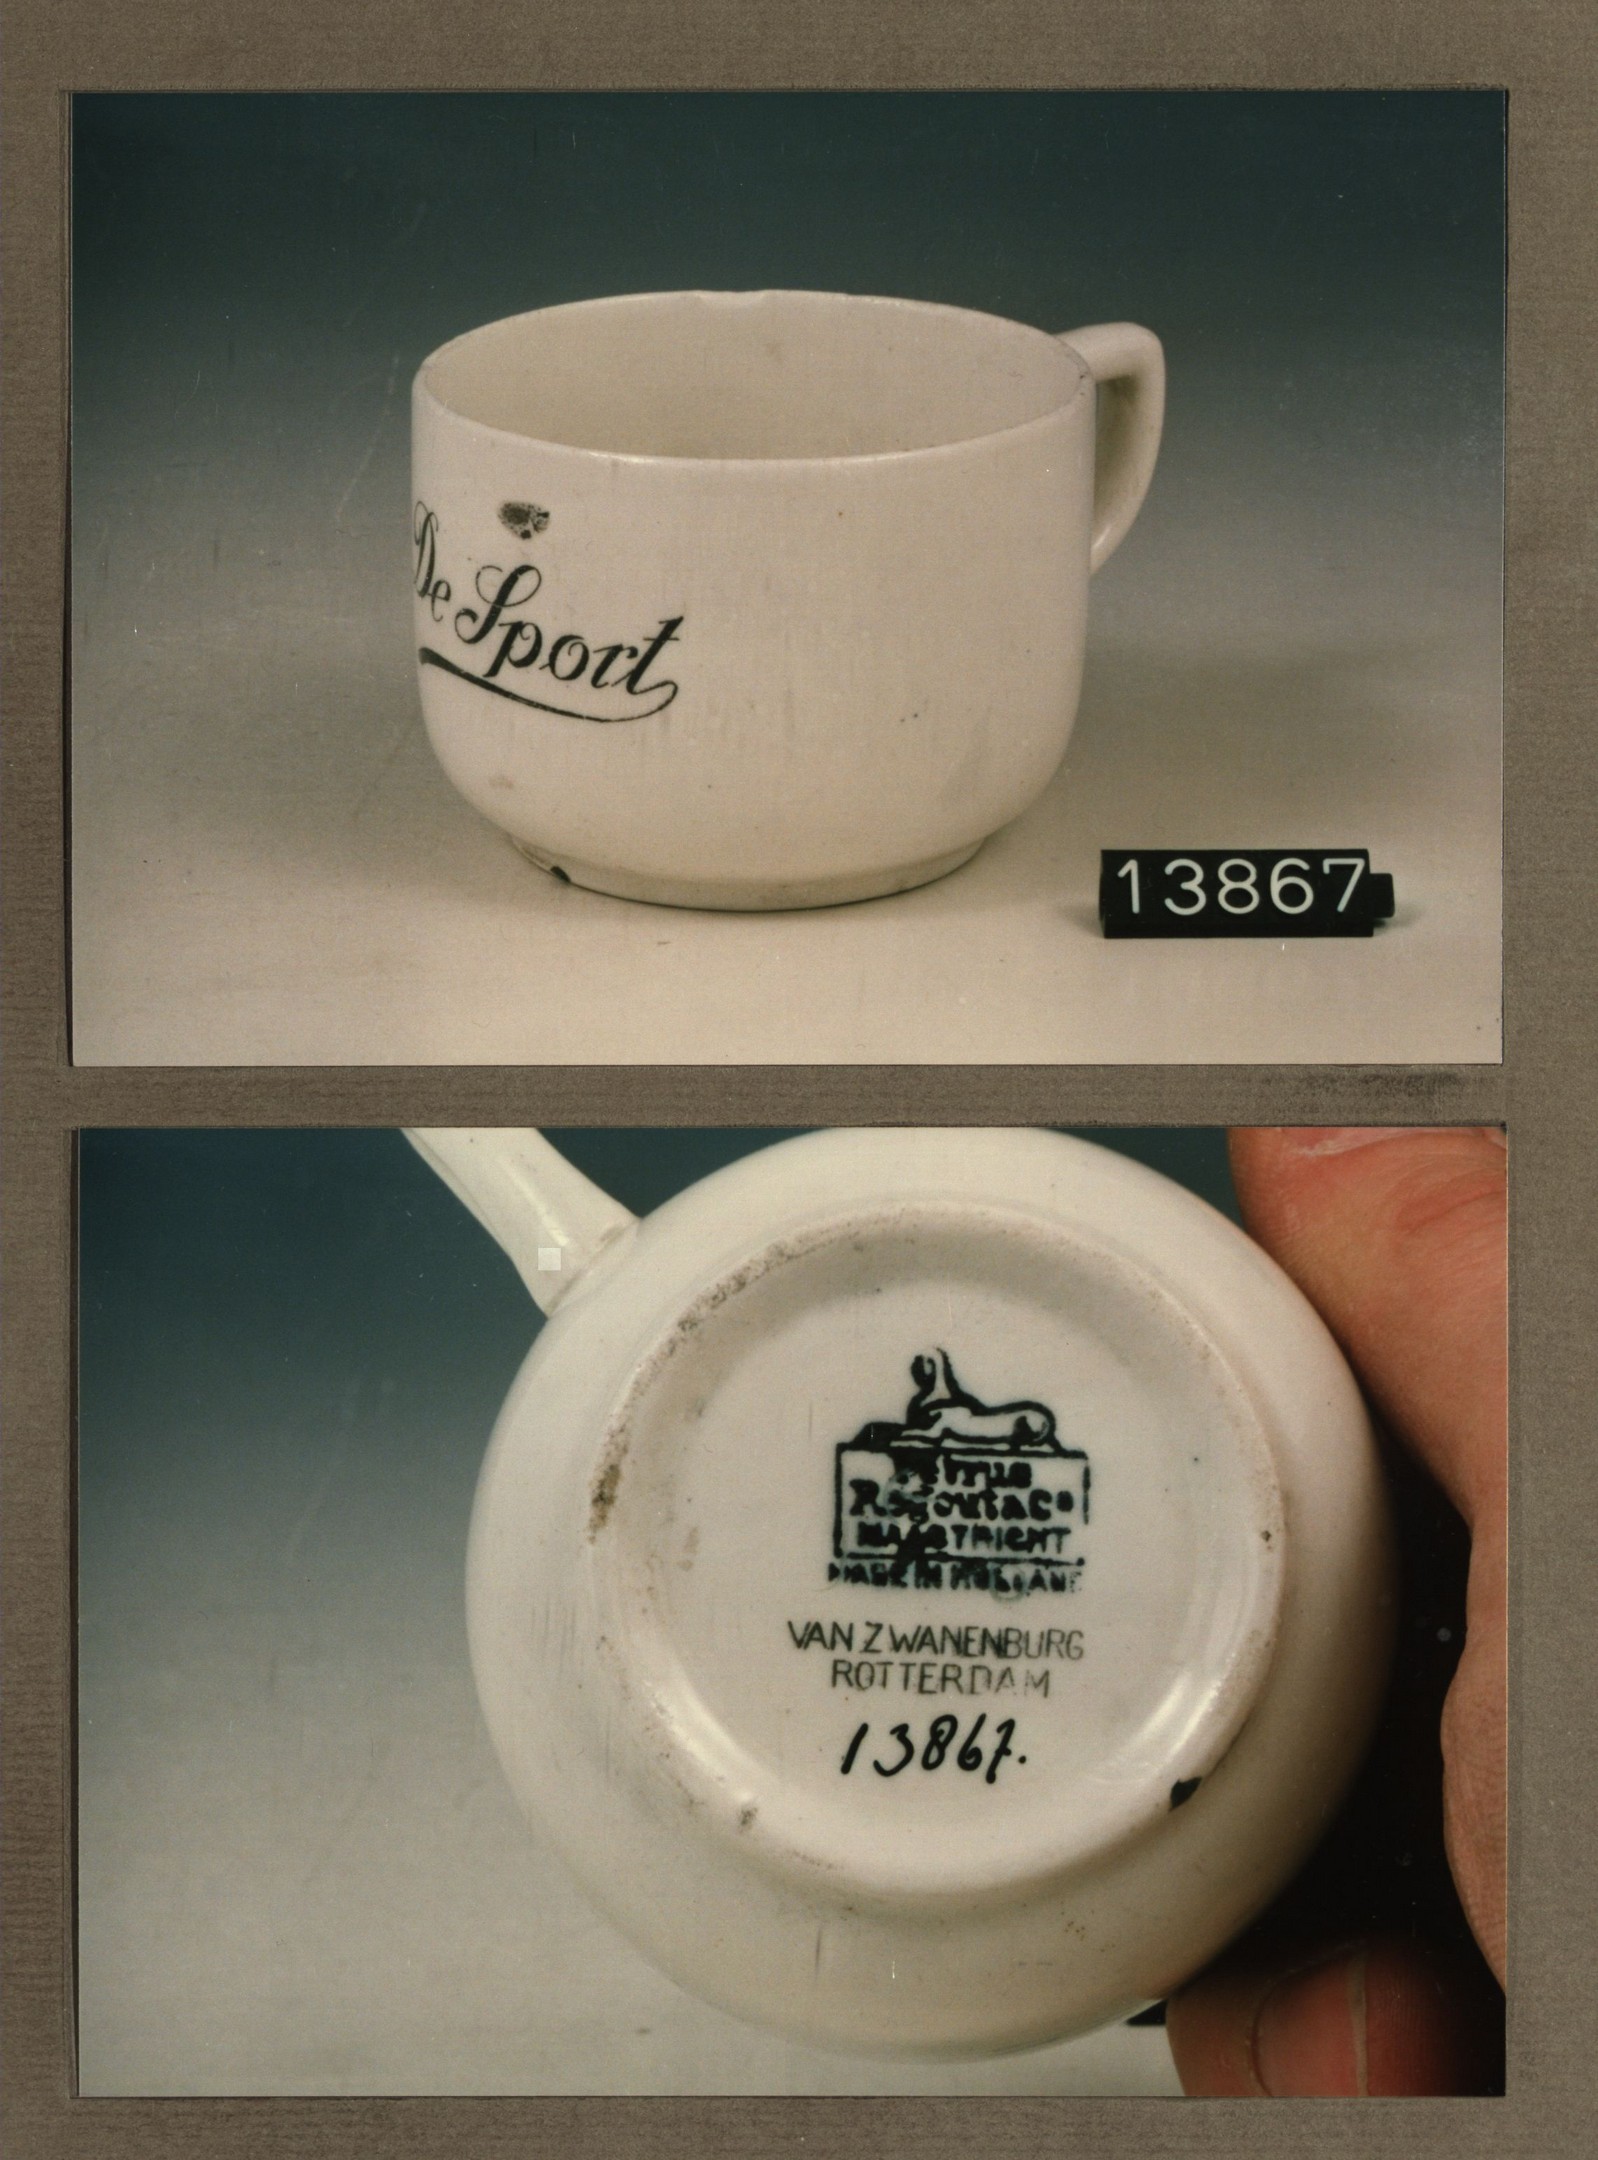 De Sport
13867
Petrus
Regout & Co
MAASTRICHT
MADE IN HOLLAND
VAN ZWANENBURG
ROTTERDAM
13867.